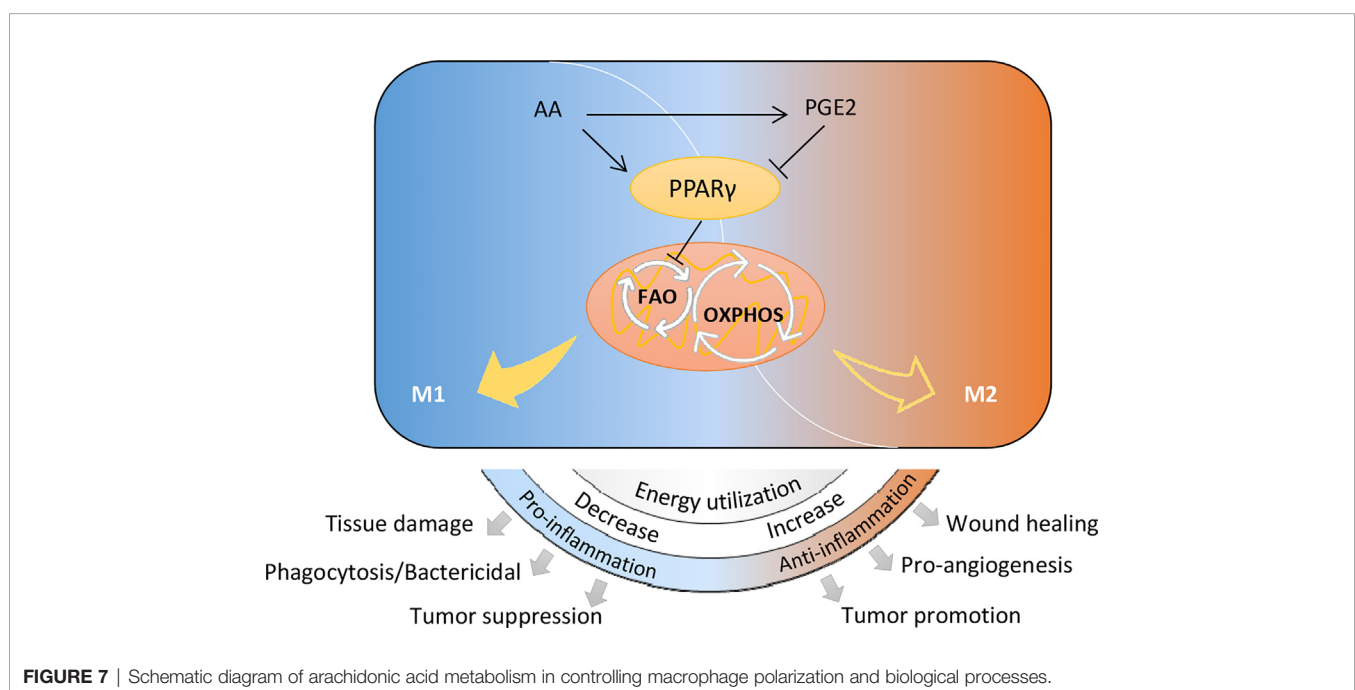 AA
PGE2
PPARγ
FAO
OXPHOS
M1
M2
Energy utilization
Decrease
Increase
Pro-inflammation
Anti-inflammation
Tissue damage
Phagocytosis/Bactericidal
Tumor suppression
Wound healing
Pro-angiogenesis
Tumor promotion
FIGURE 7 | Schematic diagram of arachidonic acid metabolism in controlling macrophage polarization and biological processes.